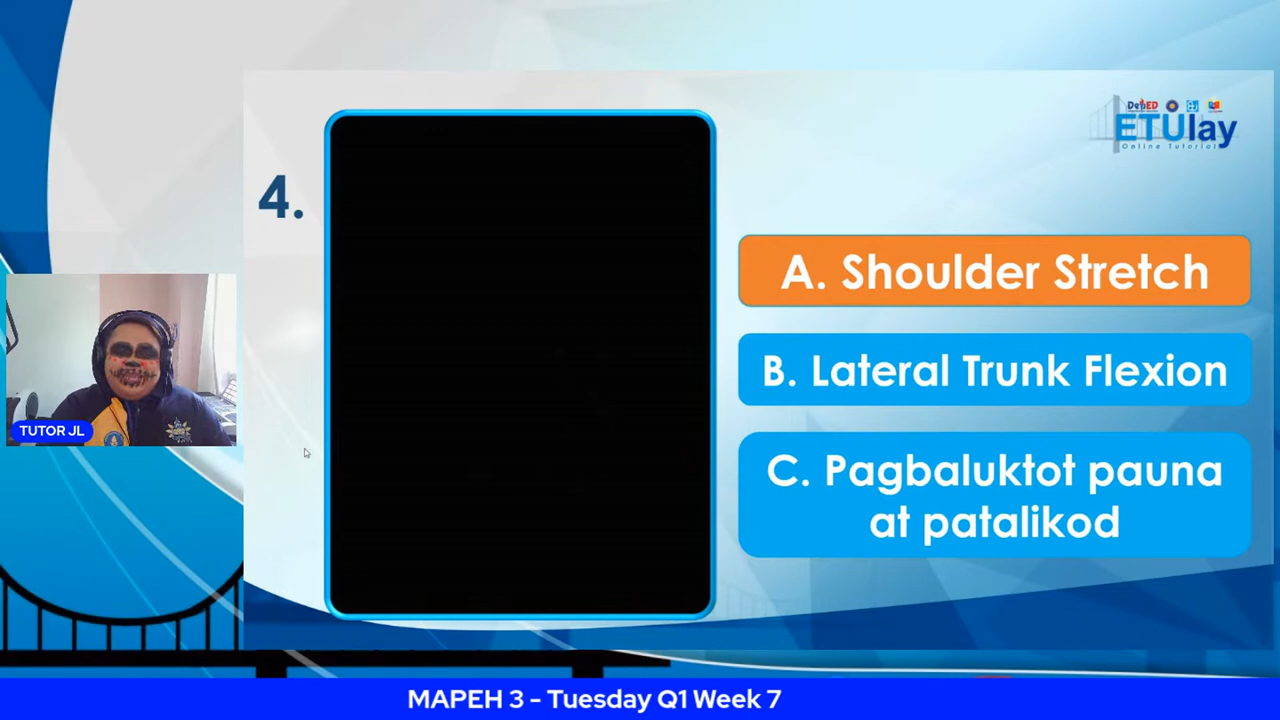 DepED
ETUlay
Online Tutorial
4.
A. Shoulder Stretch
B. Lateral Trunk Flexion
C. Pagbaluktot pauna
at patalikod
TUTOR JL
MAPEH 3 - Tuesday Q1 Week 7